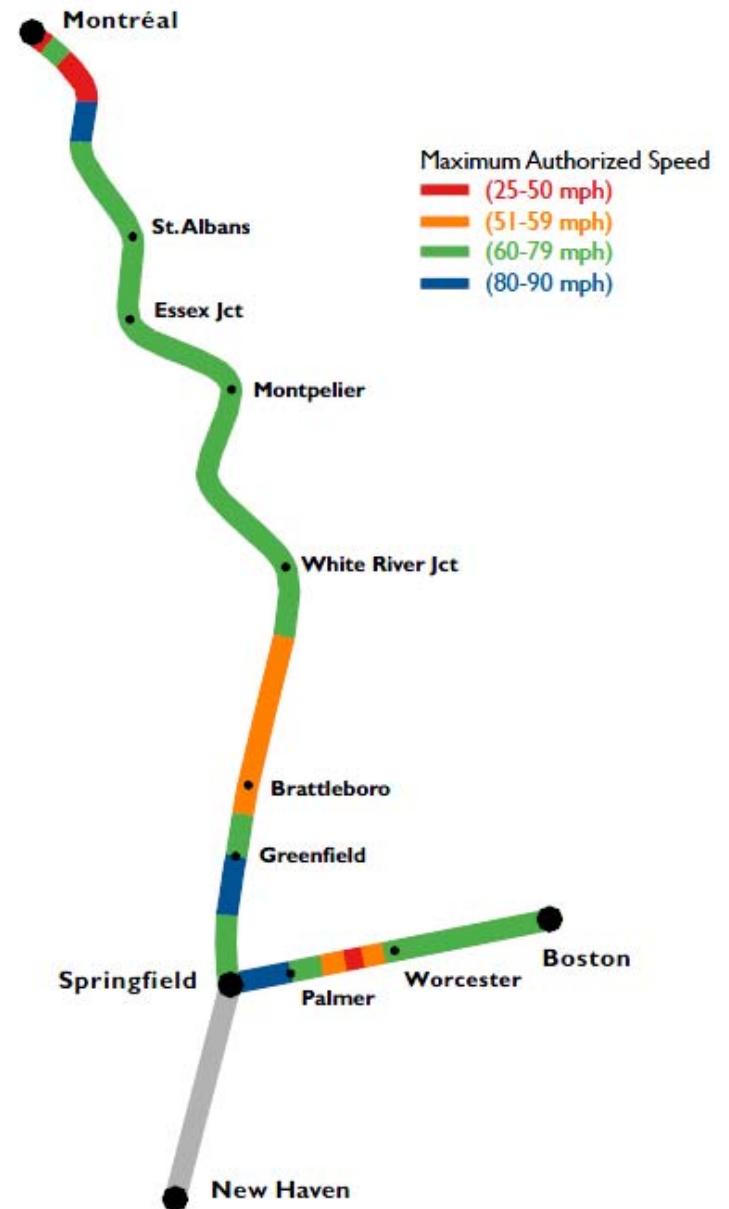 Montréal
Maximum Authorized Speed
(25-50 mph)
(51-59 mph)
(60-79 mph)
(80-90 mph)
St. Albans
Essex Jct
Montpelier
White River Jct
Brattleboro
Greenfield
Boston
Springfield
Worcester
Palmer
New Haven